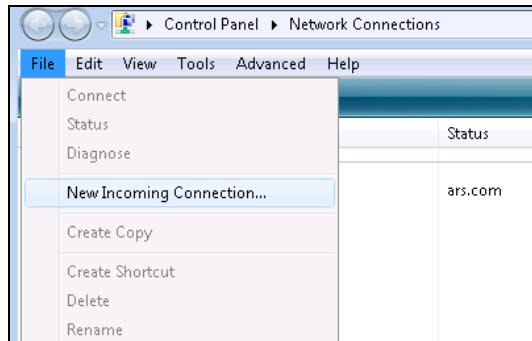 Control Panel ▸ Network Connections
File Edit View Tools Advanced Help
Connect
Status
Diagnose
Status
New Incoming Connection...
ars.com
Create Copy
Create Shortcut
Delete
Rename